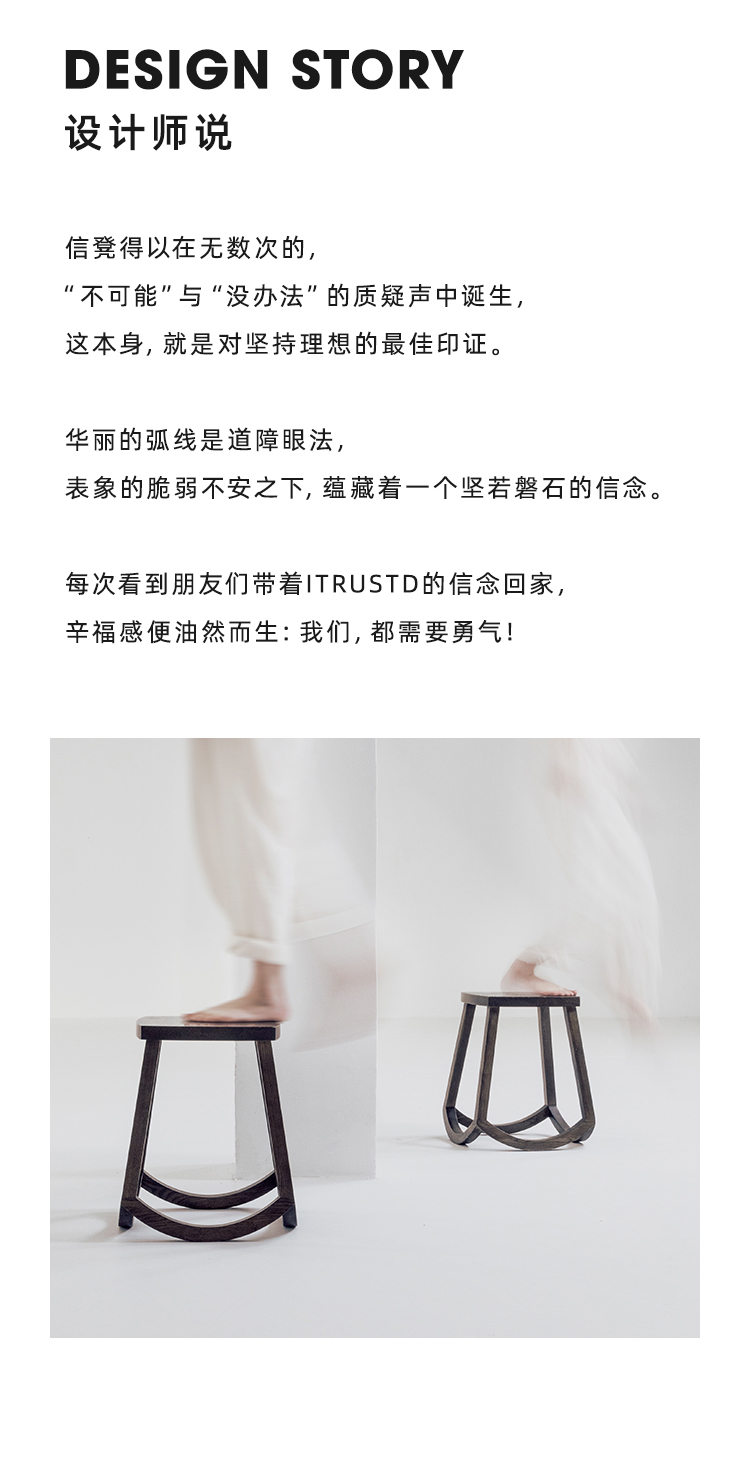 DESIGN STORY
设计师说
信凳得以在无数次的，
“不可能”与“没办法”的质疑声中诞生，
这本身，就是对坚持理想的最佳印证。
华丽的弧线是道障眼法，
表象的脆弱不安之下，蕴藏着一个坚若磐石的信念。
每次看到朋友们带着ITRUSTD的信念回家，
辛福感便油然而生：我们，都需要勇气！